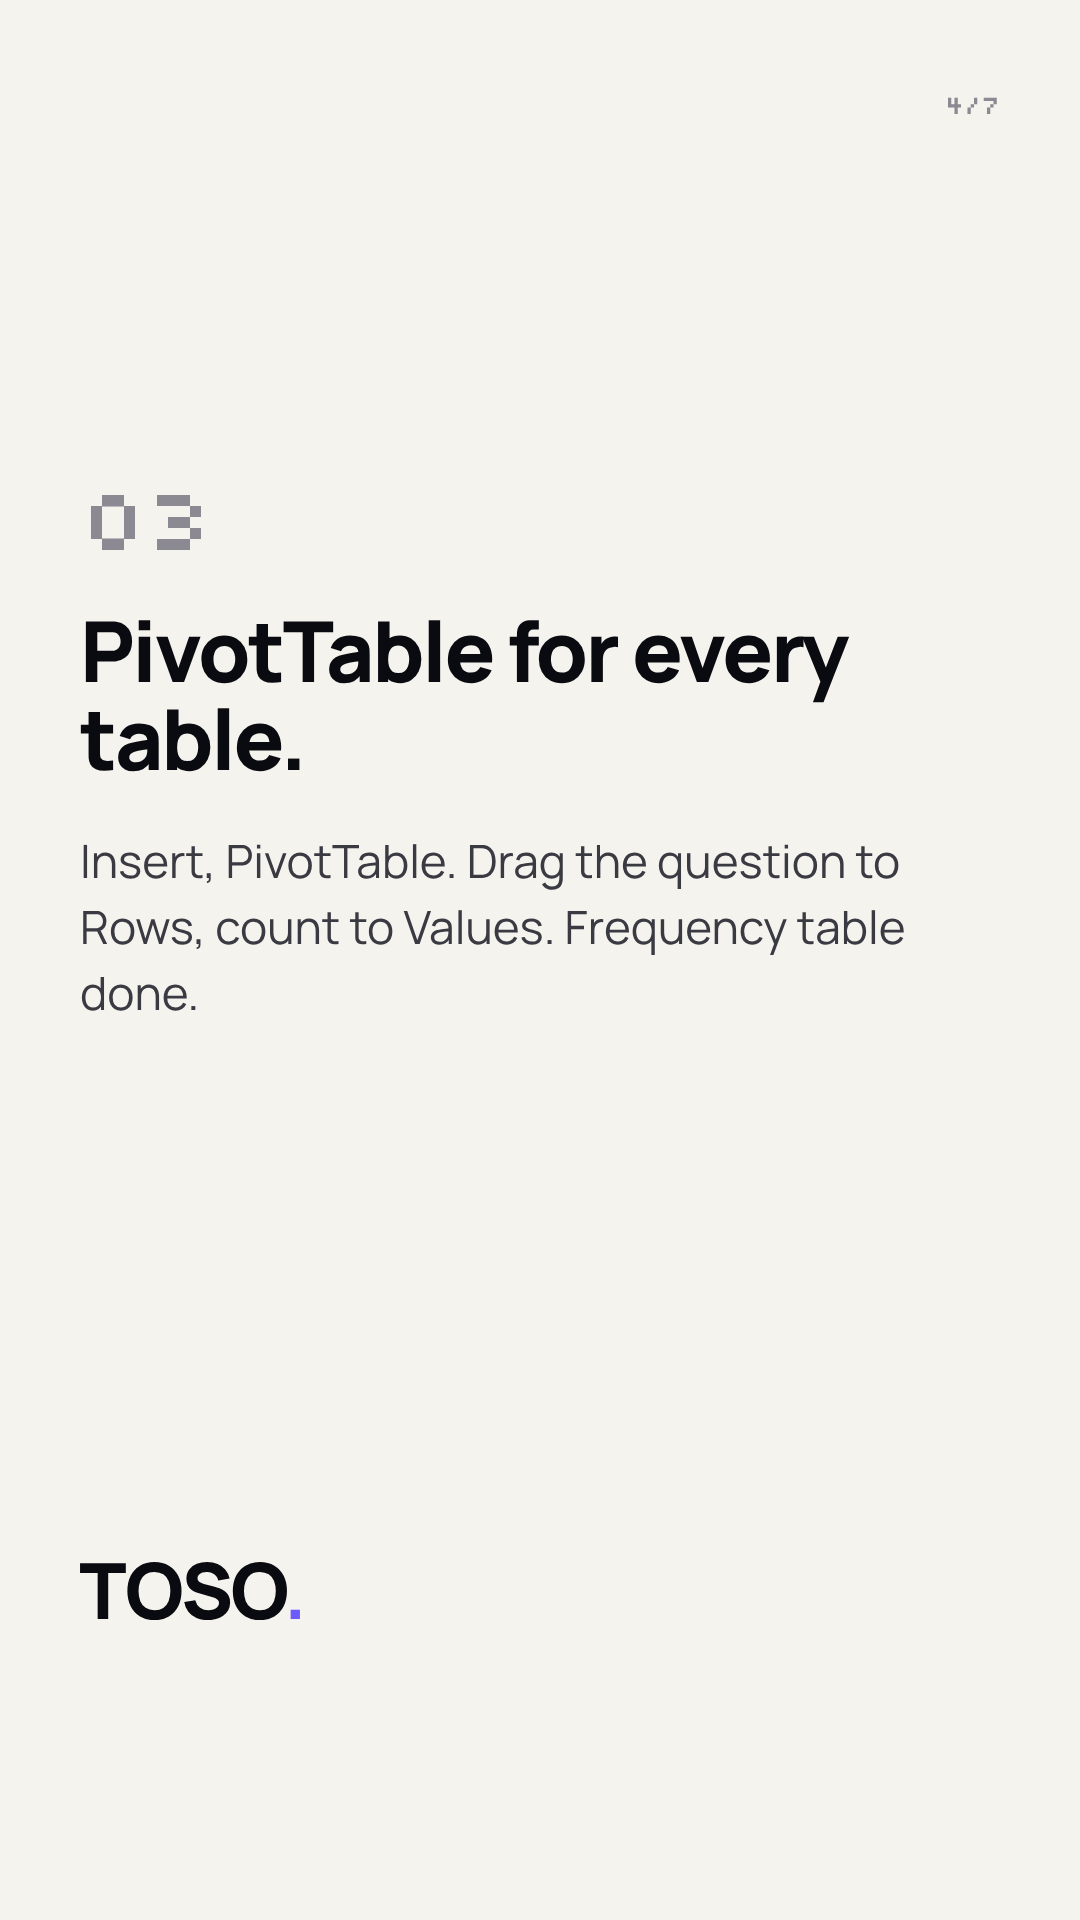 4/7
03
PivotTable for every
table.
Insert, PivotTable. Drag the question to
Rows, count to Values. Frequency table
done.
TOSO.